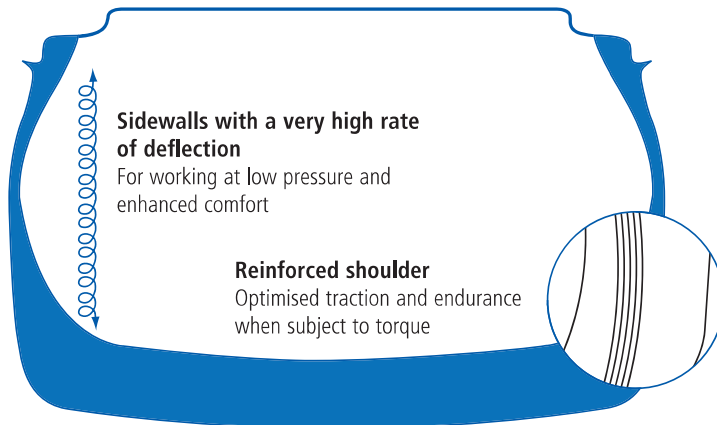 Sidewalls with a very high rate
of deflection
For working at low pressure and
enhanced comfort
Reinforced shoulder
Optimised traction and endurance
when subject to torque